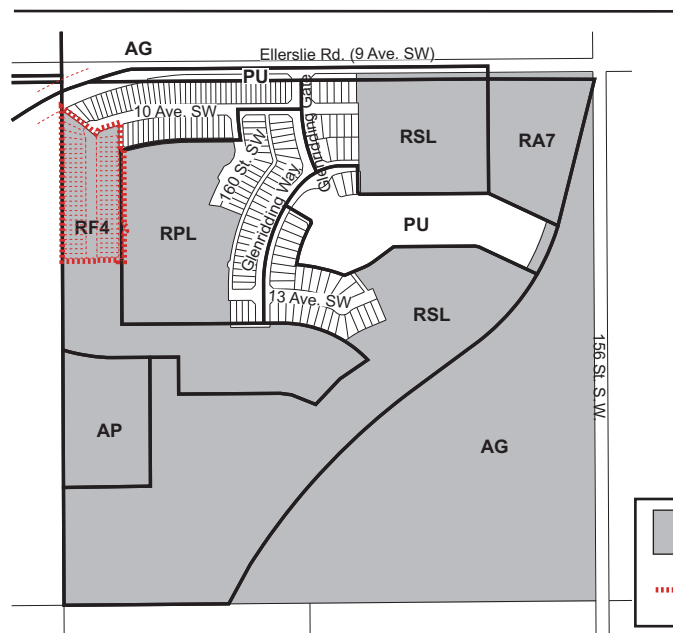 AG
Ellerslie Rd. (9 Ave. SW)
PU
10 Ave. SW
Glenridding Gate
RSL
RA7
160 St. SW
RF4
RPL
Glenridding Way
PU
13 Ave. SW
RSL
156 St. S.W.
AP
AG